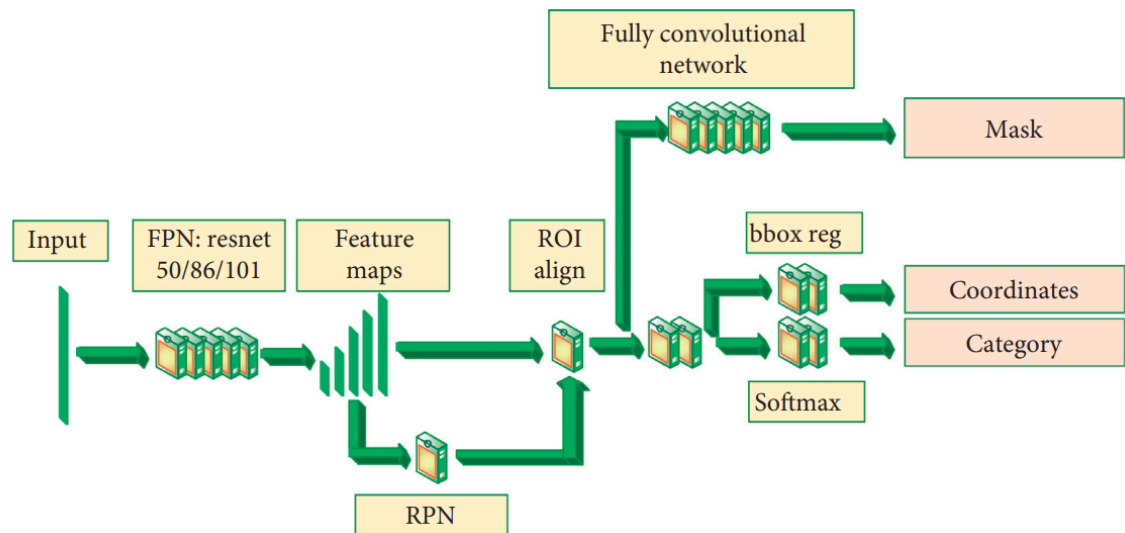 Fully convolutional
network
Mask
Input
FPN: resnet
50/86/101
Feature
maps
ROI
align
bbox reg
Coordinates
Category
Softmax
RPN